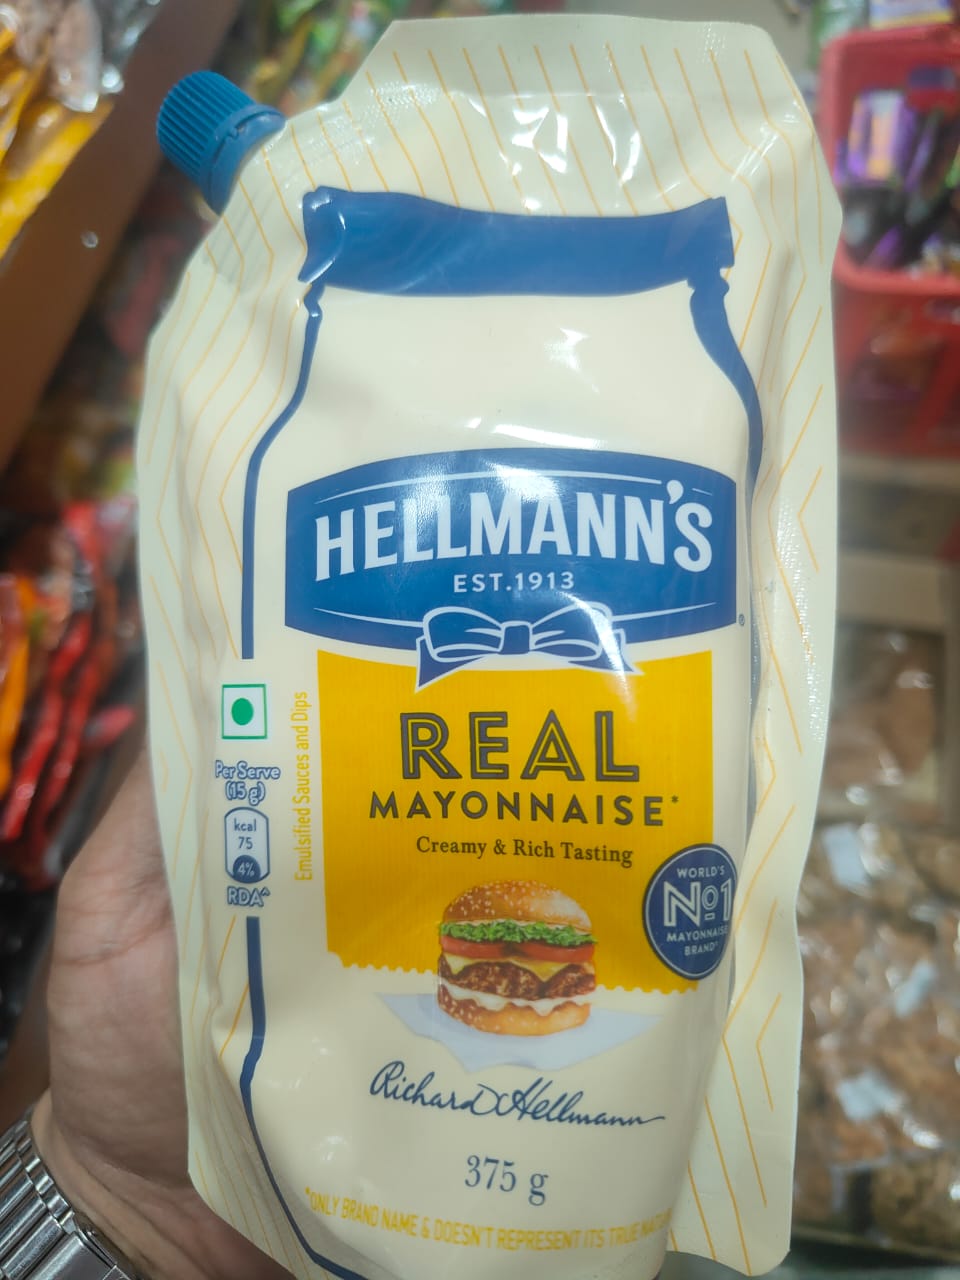 HELLMANN'S
EST.1913
REAL
MAYONNAISE*
Creamy & Rich Tasting
Emulsified Sauces and Dips
Per Serve
(15 g)
kcal
75
4%
RDA^
WORLD'S
No1
MAYONNAISE
BRAND^
Richard Hellmann
375 g
*ONLY BRAND NAME & DOESN'T REPRESENT ITS TRUE